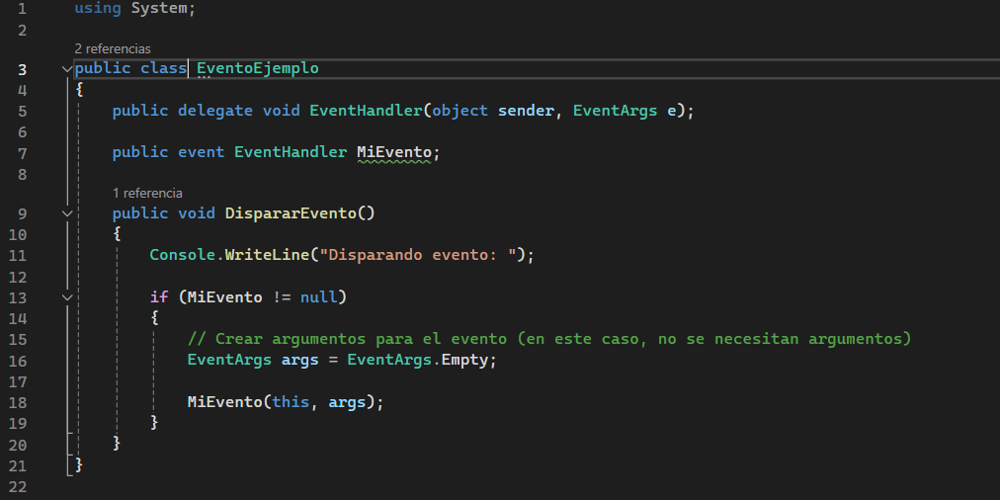 1 using System;
2
2 referencias
3 public class EventoEjemplo
4 {
5 public delegate void EventHandler(object sender, EventArgs e);
6
7 public event EventHandler MiEvento;
8
1 referencia
9 public void DispararEvento()
10 {
11 Console.WriteLine("Disparando evento: ");
12
13 if (MiEvento != null)
14 {
15 // Crear argumentos para el evento (en este caso, no se necesitan argumentos)
16 EventArgs args = EventArgs.Empty;
17
18 MiEvento(this, args);
19 }
20 }
21 }
22